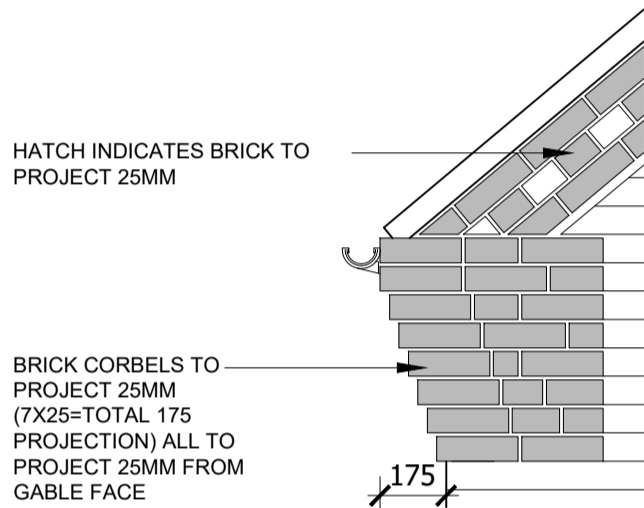 HATCH INDICATES BRICK TO
PROJECT 25MM
BRICK CORBELS TO
PROJECT 25MM
(7X25=TOTAL 175
PROJECTION) ALL TO
PROJECT 25MM FROM
GABLE FACE
175